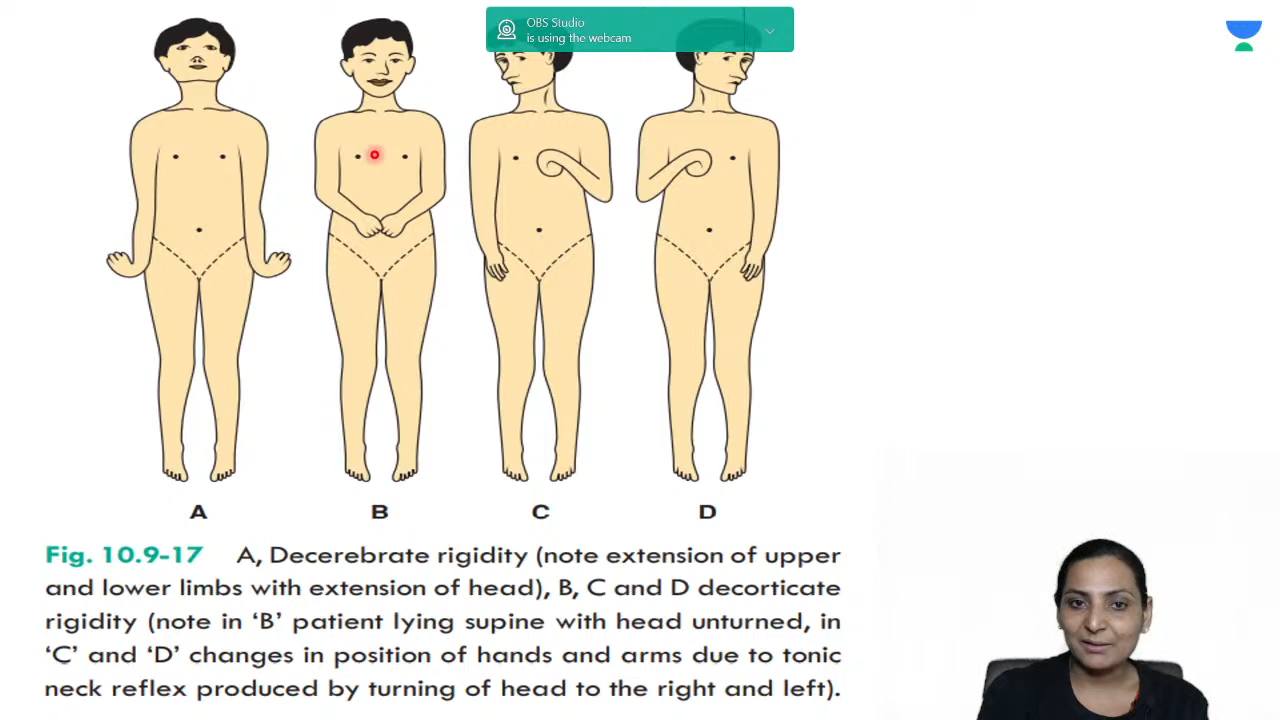 OBS Studio
is using the webcam
A B C D
Fig. 10.9-17 A, Decerebrate rigidity (note extension of upper
and lower limbs with extension of head), B, C and D decorticate
rigidity (note in ‘B’ patient lying supine with head unturned, in
‘C’ and ‘D’ changes in position of hands and arms due to tonic
neck reflex produced by turning of head to the right and left).